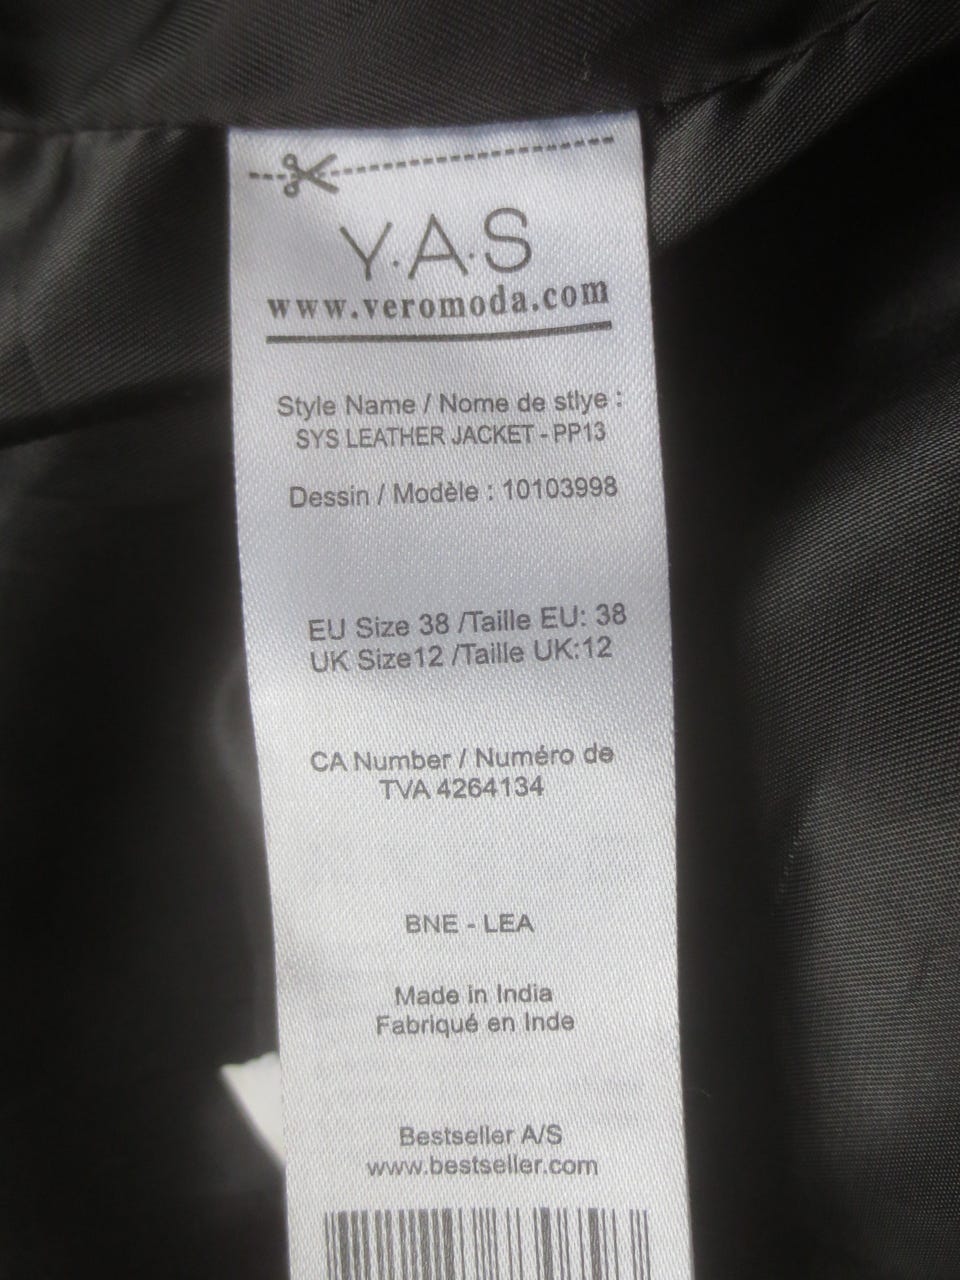 Y.A.S
www.veromoda.com
Style Name / Nome de stlye :
SYS LEATHER JACKET - PP13
Dessin / Modèle : 10103998
EU Size 38 /Taille EU: 38
UK Size12 /Taille UK:12
CA Number / Numéro de
TVA 4264134
BNE - LEA
Made in India
Fabriqué en Inde
Bestseller A/S
www.bestseller.com